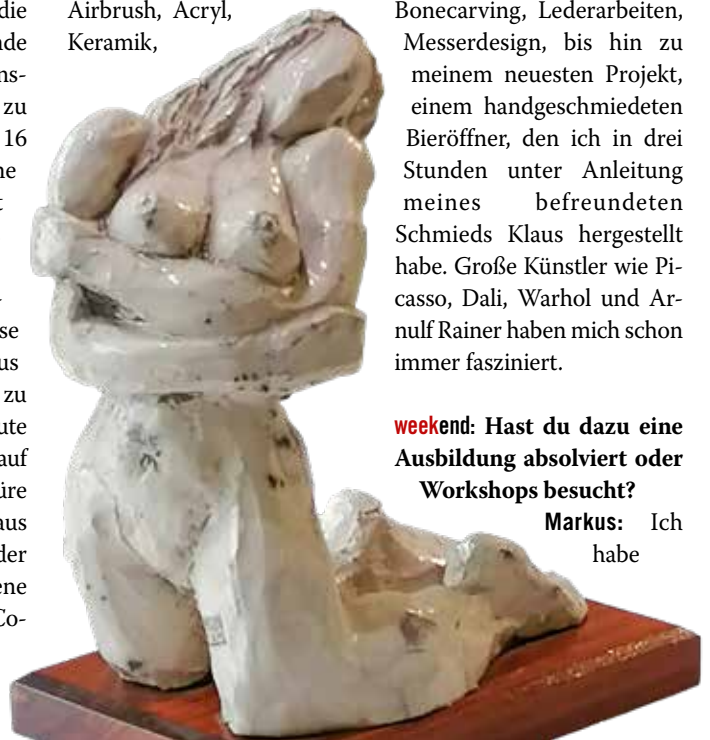 die
nde
ns-
zu
16
ne
t
-
se
us
zu
ute
auf
üre
aus
der
ene
Co-
Airbrush, Acryl,
Keramik,
Bonecarving, Lederarbeiten,
Messerdesign, bis hin zu
meinem neuesten Projekt,
einem handgeschmiedeten
Bieröffner, den ich in drei
Stunden unter Anleitung
meines befreundeten
Schmieds Klaus hergestellt
habe. Große Künstler wie Pi-
casso, Dali, Warhol und Ar-
nulf Rainer haben mich schon
immer fasziniert.
weekend: Hast du dazu eine
Ausbildung absolviert oder
Workshops besucht?
Markus: Ich
habe